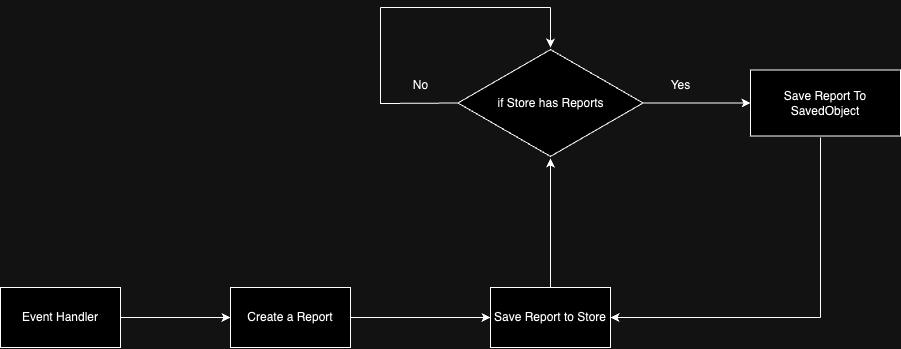 No
if Store has Reports
Yes
Save Report To
SavedObject
Event Handler
Create a Report
Save Report to Store